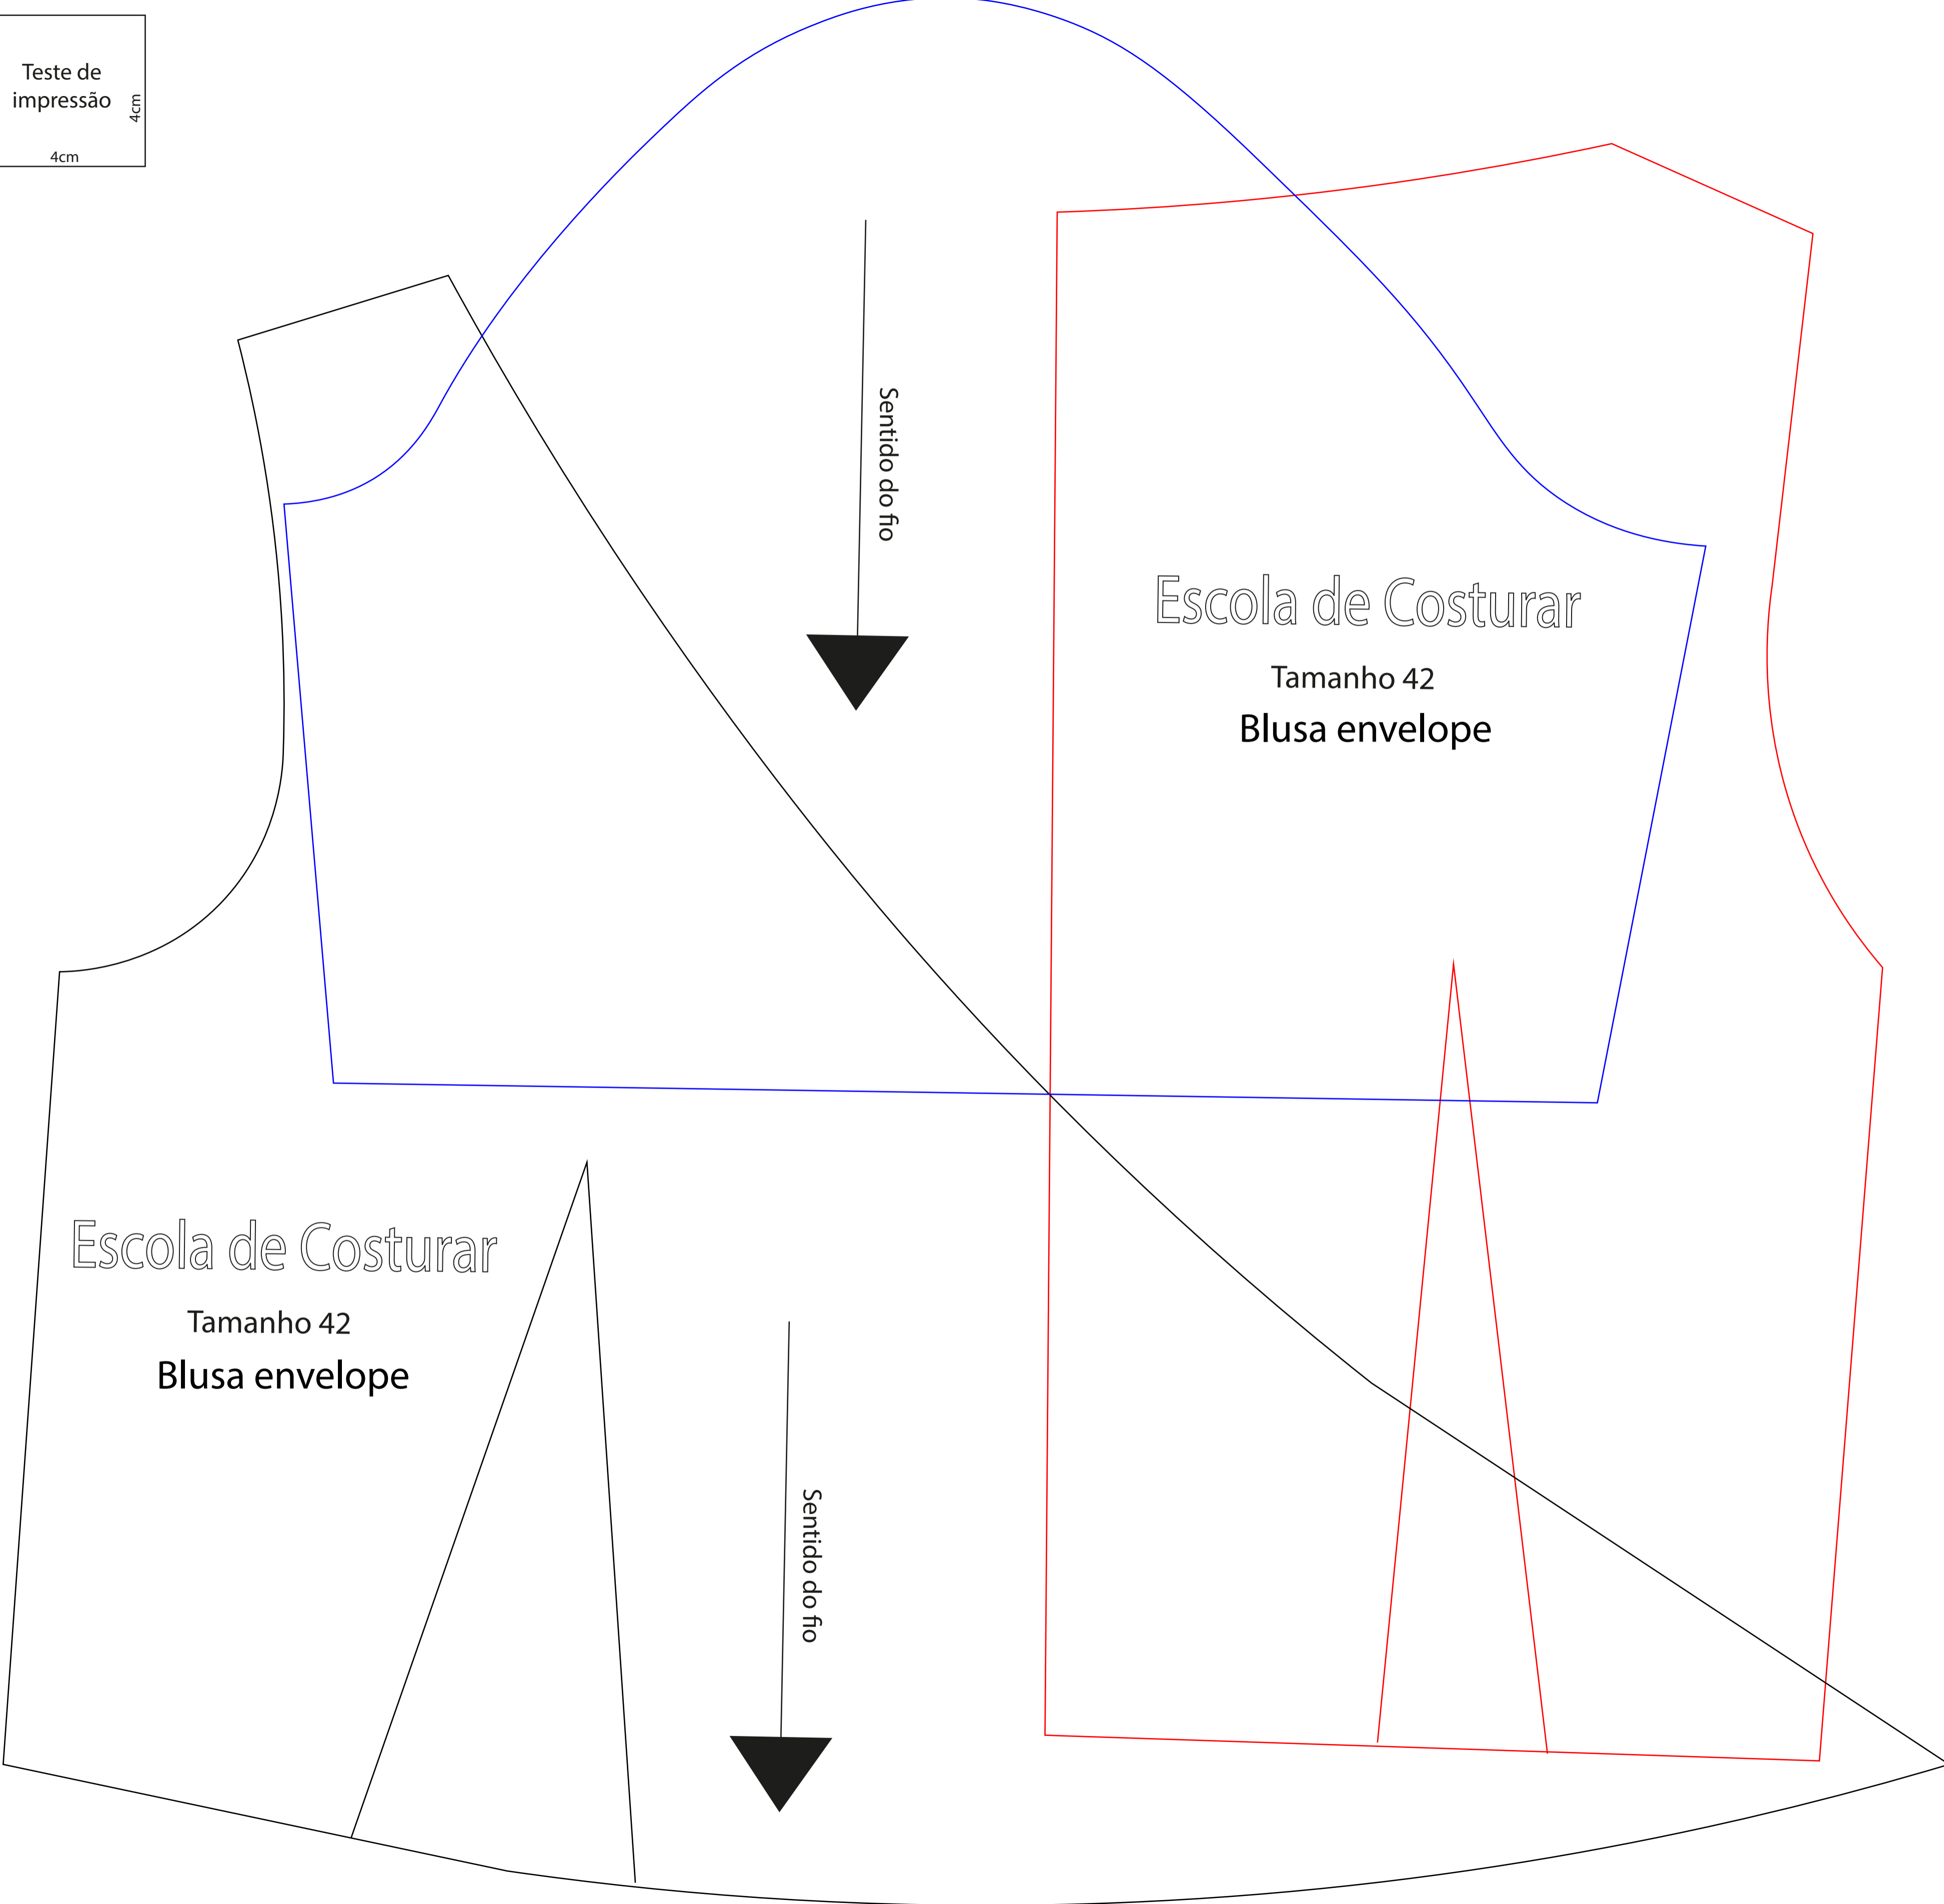 Teste de
impressão
4cm
4cm
Sentido do fio
Escola de Costurar
Tamanho 42
Blusa envelope
Escola de Costurar
Tamanho 42
Blusa envelope
Sentido do fio